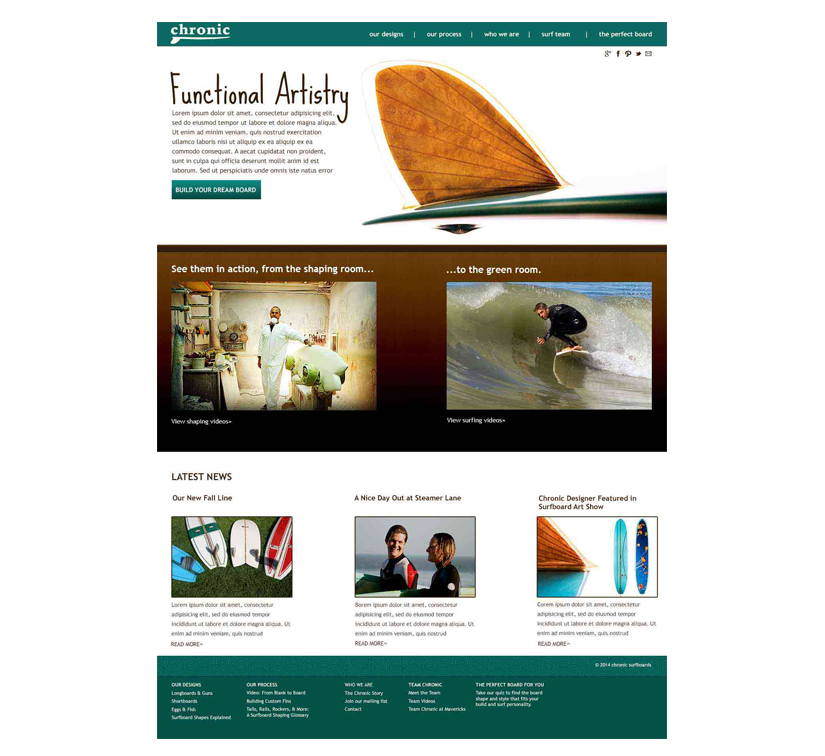 chronic
our designs | our process | who we are | surf team | the perfect board
Functional Artistry
Lorem ipsum dolor sit amet, consectetur adipisicing elit,
sed do eiusmod tempor ut labore et dolore magna aliqua.
Ut enim ad minim veniam, quis nostrud exercitation
ullamco laboris nisi ut aliquip ex ea aliquip ex ea
commodo consequat. A aecat cupidatat non proident,
sunt in culpa qui officia deserunt mollit anim id est
laborum. Sed ut perspiciatis unde omnis iste natus error
BUILD YOUR DREAM BOARD
See them in action, from the shaping room...
...to the green room.
View shaping videos»
View surfing videos»
LATEST NEWS
Our New Fall Line
A Nice Day Out at Steamer Lane
Chronic Designer Featured in
Surfboard Art Show
Lorem ipsum dolor sit amet, consectetur
adipisicing elit, sed do eiusmod tempor
incididunt ut labore et dolore magna aliqua. Ut
enim ad minim veniam, quis nostrud
READ MORE»
Borem ipsum dolor sit amet, consectetur
adipisicing elit, sed do eiusmod tempor
incididunt ut labore et dolore magna aliqua. Ut
enim ad minim veniam, quis nostrud
READ MORE»
Corem ipsum dolor sit amet, consectetur
adipisicing elit, sed do eiusmod tempor
incididunt ut labore et dolore magna aliqua. Ut
enim ad minim veniam, quis nostrud
READ MORE»
© 2014 chronic surfboards
OUR DESIGNS
Longboards & Guns
Shortboards
Eggs & Fish
Surfboard Shapes Explained
OUR PROCESS
Video: From Blank to Board
Building Custom Fins
Tails, Rails, Rockers, & More:
a Surfboard Shaping Glossary
WHO WE ARE
The Chronic Story
Join our mailing list
Contact
TEAM CHRONIC
Meet the Team
Team Videos
Team Chronic at Mavericks
THE PERFECT BOARD FOR YOU
Take our quiz to find the board
shape and style that fits your
build and surf personality.